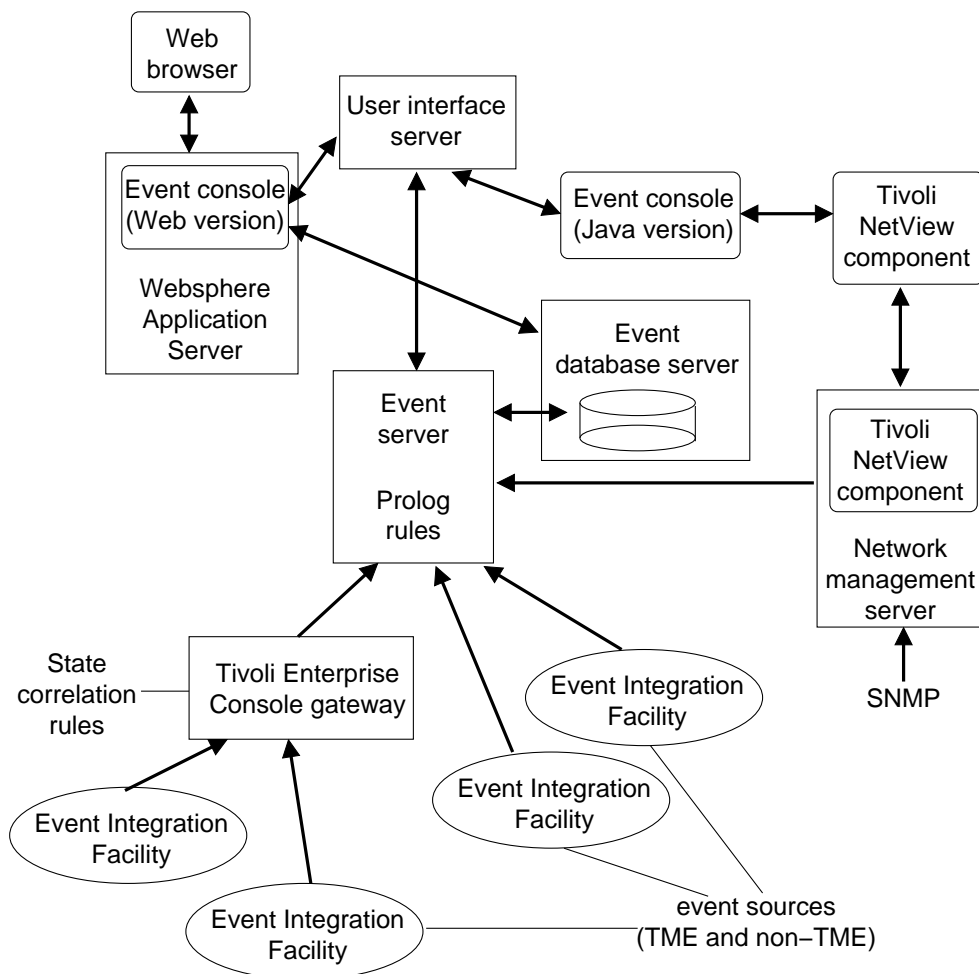 Web
browser
User interface
server
Event console
(Web version)
Websphere
Application
Server
Event console
(Java version)
Tivoli
NetView
component
Event
database server
Event
server
Prolog
rules
Tivoli
NetView
component
Network
management
server
SNMP
State
correlation
rules
Tivoli Enterprise
Console gateway
Event Integration
Facility
Event Integration
Facility
Event Integration
Facility
Event Integration
Facility
event sources
(TME and non−TME)